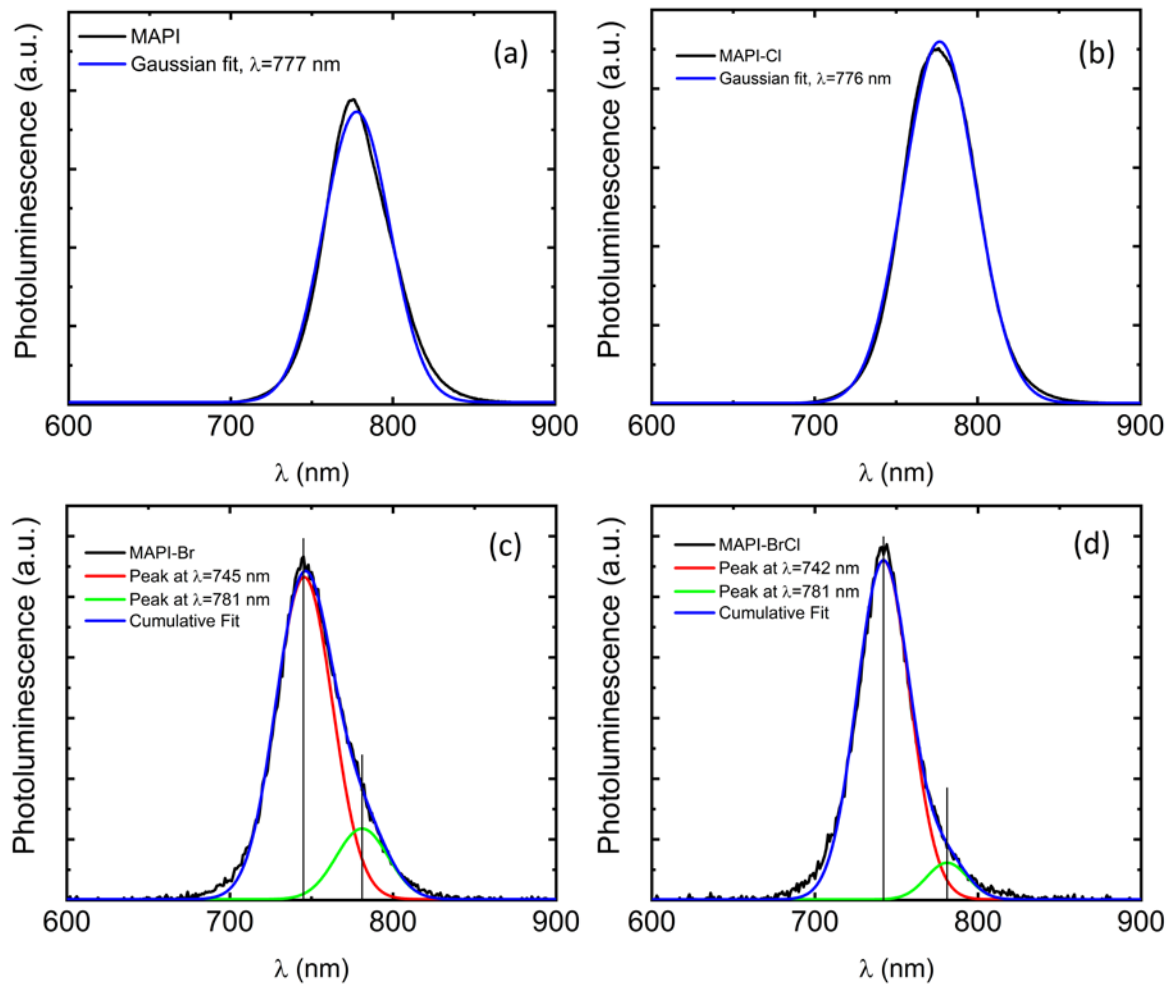 MAPI
Gaussian fit, λ=777 nm
(a)
Photoluminescence (a.u.)
600 700 800 900
λ (nm)
MAPI-Cl
Gaussian fit, λ=776 nm
(b)
Photoluminescence (a.u.)
600 700 800 900
λ (nm)
MAPI-Br
Peak at λ=745 nm
Peak at λ=781 nm
Cumulative Fit
(c)
Photoluminescence (a.u.)
600 700 800 900
λ (nm)
MAPI-BrCl
Peak at λ=742 nm
Peak at λ=781 nm
Cumulative Fit
(d)
Photoluminescence (a.u.)
600 700 800 900
λ (nm)